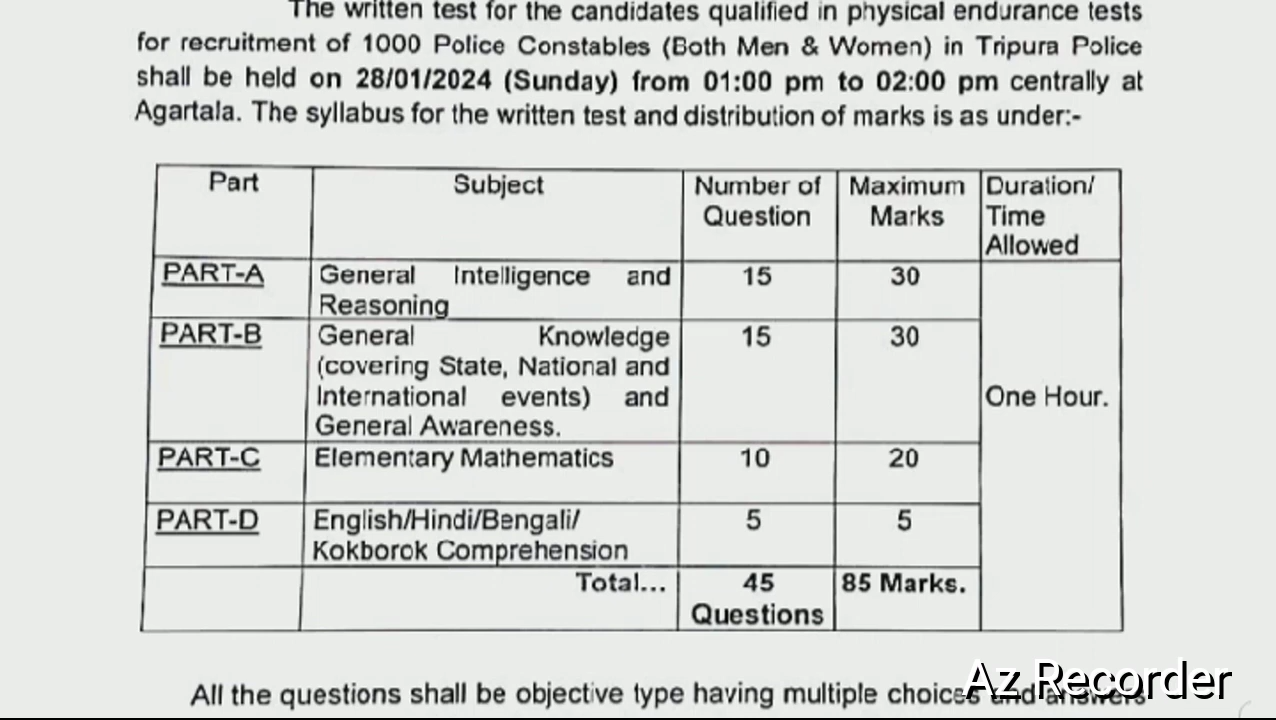 The written test for the candidates qualified in physical endurance tests
for recruitment of 1000 Police Constables (Both Men & Women) in Tripura Police
shall be held on 28/01/2024 (Sunday) from 01:00 pm to 02:00 pm centrally at
Agartala. The syllabus for the written test and distribution of marks is as under:-
Part Subject Number of Question Maximum Marks Duration/ Time Allowed
PART-A General Intelligence and Reasoning 15 30
PART-B General Knowledge (covering State, National and International events) and General Awareness. 15 30 One Hour.
PART-C Elementary Mathematics 10 20
PART-D English/Hindi/Bengali/ Kokborok Comprehension 5 5
Total... 45 Questions 85 Marks.
All the questions shall be objective type having multiple choices and answers
Az Recorder